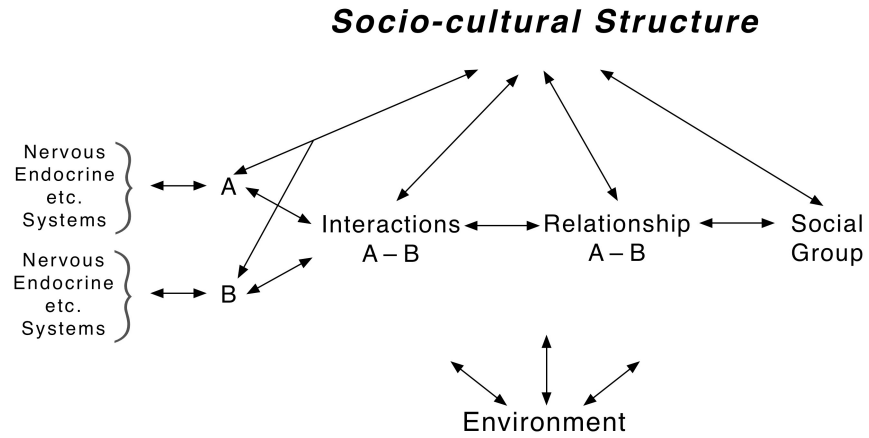 Socio-cultural Structure
Nervous
Endocrine
etc.
Systems
A
Interactions
A – B
Relationship
A – B
Social
Group
Nervous
Endocrine
etc.
Systems
B
Environment